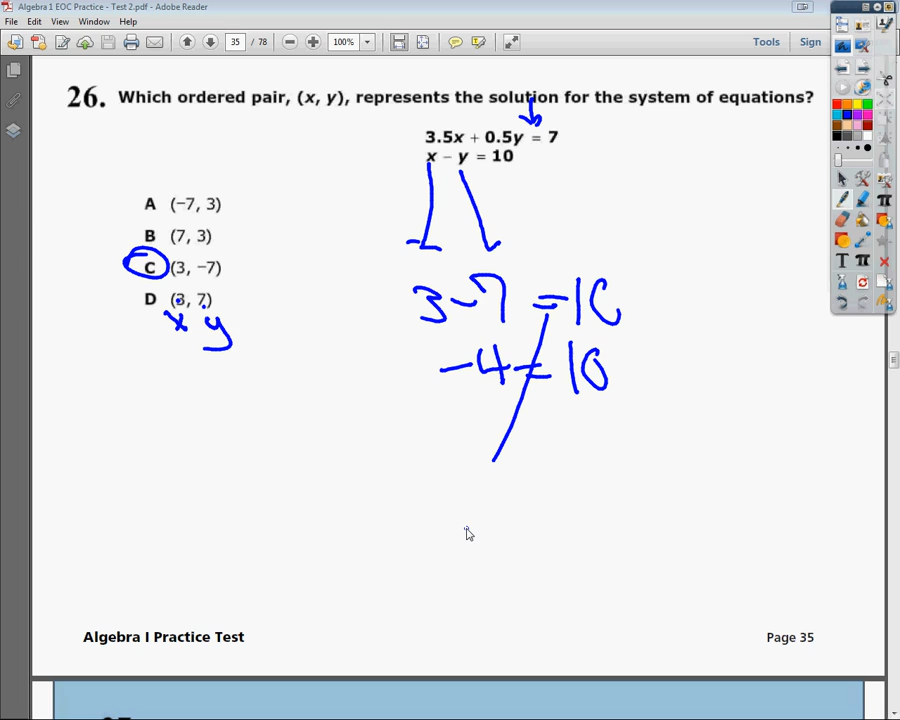 Algebra 1 EOC Practice - Test 2.pdf - Adobe Reader
File Edit View Window Help
35 / 78 100% Tools Sign
26. Which ordered pair, (x, y), represents the solution for the system of equations?
3.5x + 0.5y = 7
x − y = 10
A (−7, 3)
B (7, 3)
C (3, −7)
D (3, 7)
x y
3 - 7 = 10
-4 = 10
Algebra I Practice Test Page 35